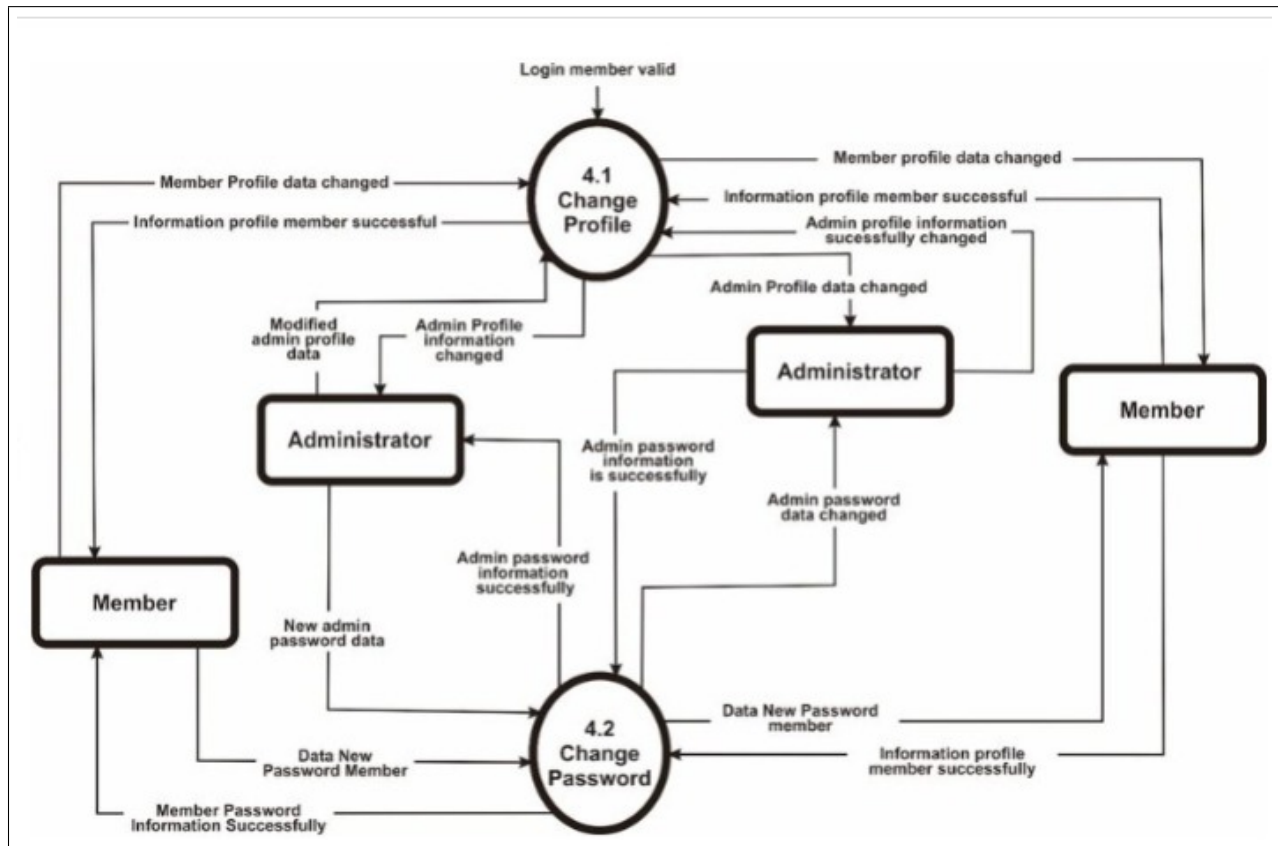 Login member valid
4.1
Change
Profile
Member profile data changed
Member Profile data changed
Information profile member successful
Information profile member successful
Admin profile information
sucessfully changed
Admin Profile data changed
Modified
admin profile
data
Admin Profile
information
changed
Administrator
Member
Administrator
Admin password
information
is successfully
Admin password
data changed
Admin password
information
successfully
Member
New admin
password data
4.2
Change
Password
Data New Password
member
Data New
Password Member
Information profile
member successfully
Member Password
Information Successfully